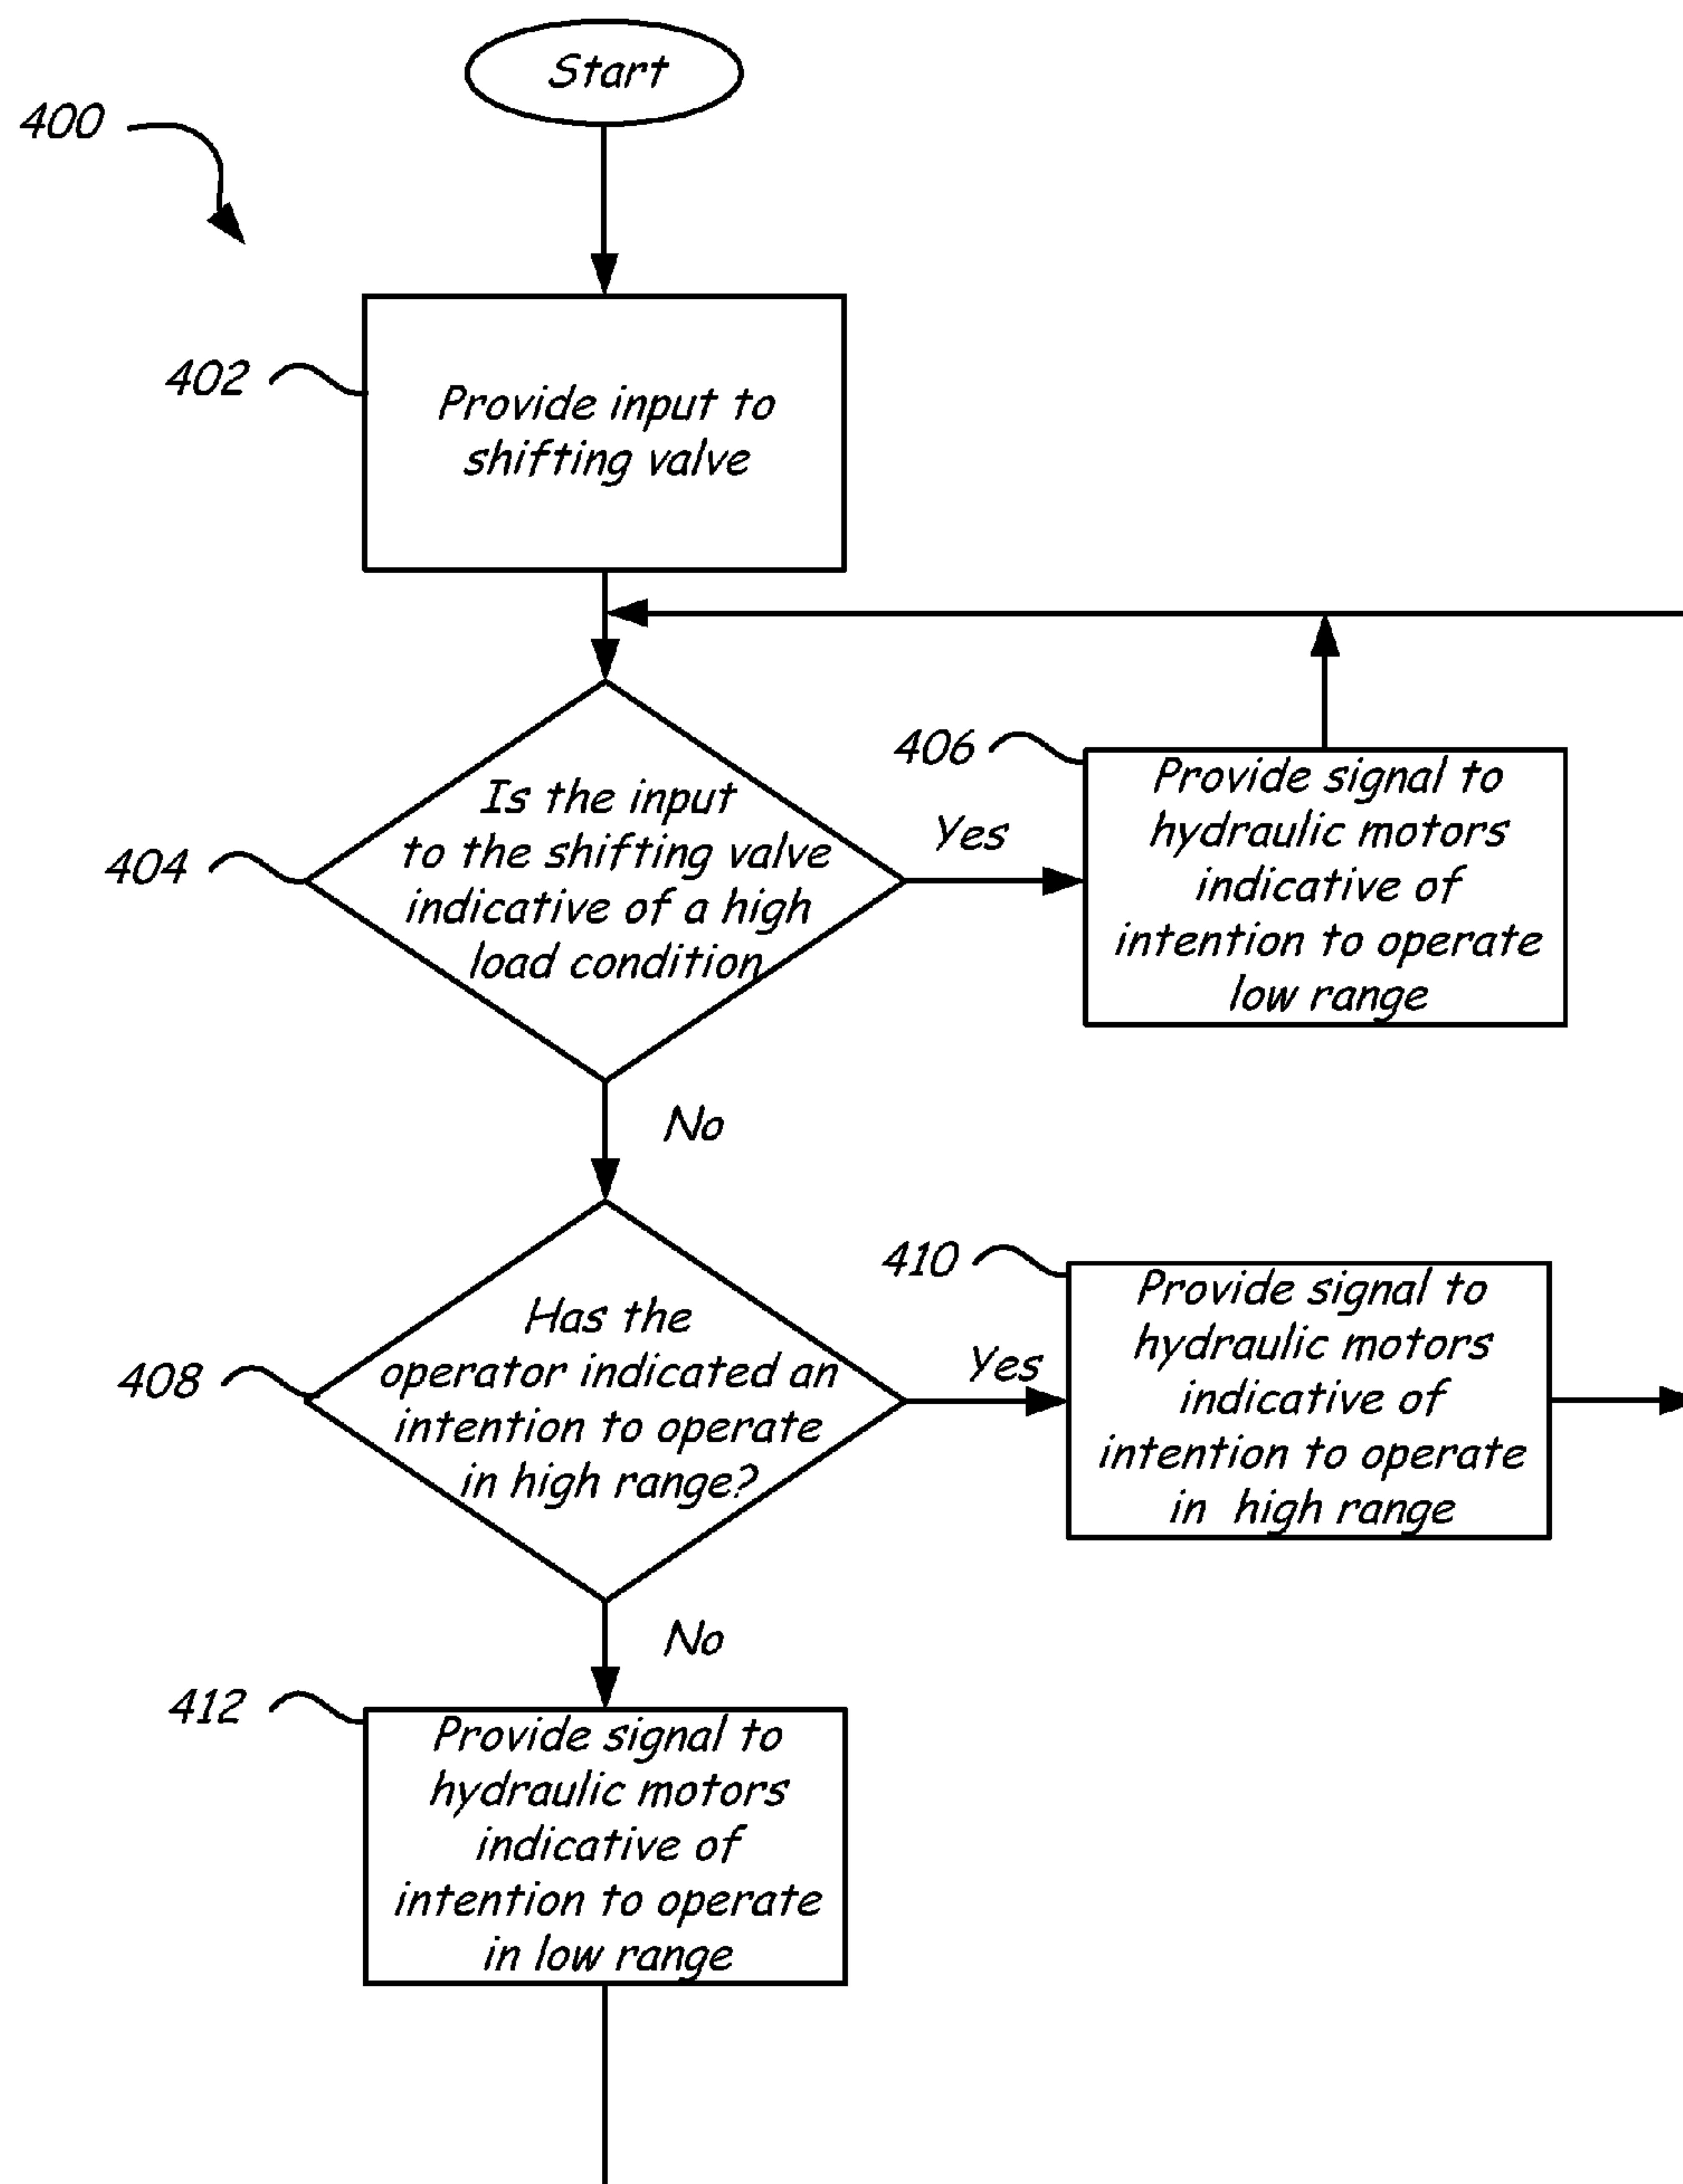 Start
400
402
Provide input to
shifting valve
404
Is the input
to the shifting valve
indicative of a high
load condition
Yes
406
Provide signal to
hydraulic motors
indicative of
intention to operate
low range
No
408
Has the
operator indicated an
intention to operate
in high range?
Yes
410
Provide signal to
hydraulic motors
indicative of
intention to operate
in high range
No
412
Provide signal to
hydraulic motors
indicative of
intention to operate
in low range